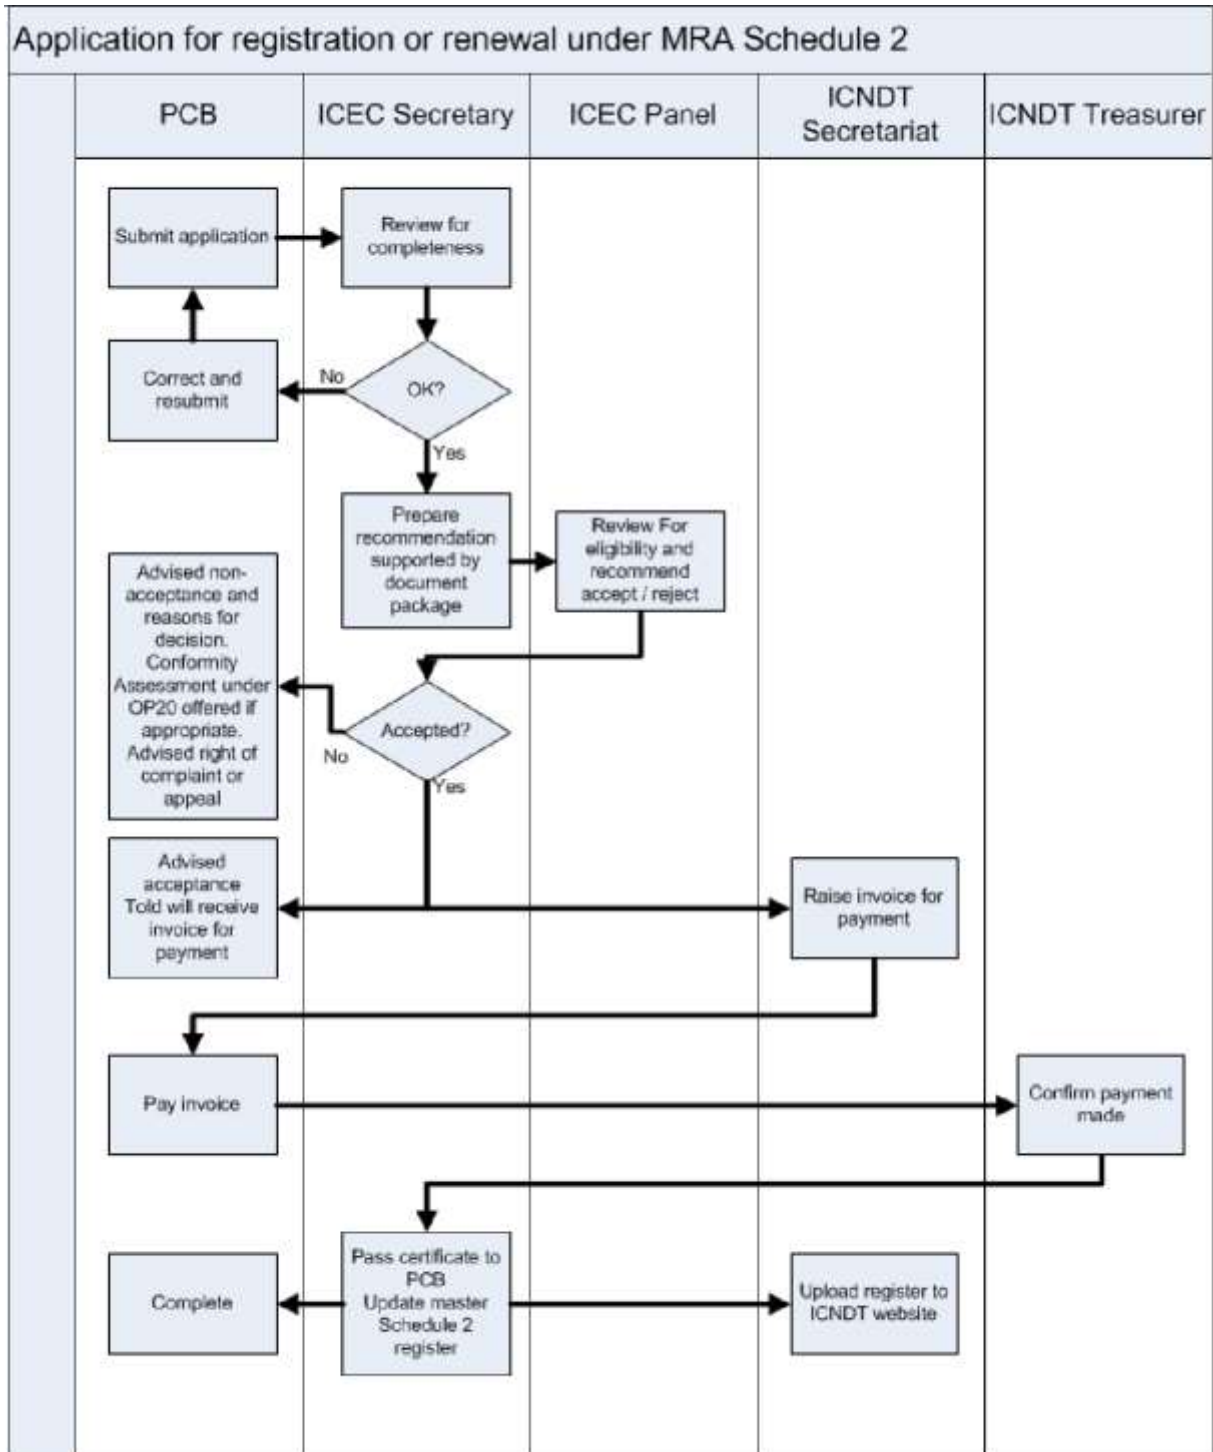 Application for registration or renewal under MRA Schedule 2
PCB
ICEC Secretary
ICEC Panel
ICNDT
Secretariat
ICNDT Treasurer
Submit application
Review for
completeness
Correct and
resubmit
No
OK?
Yes
Prepare
recommendation
supported by
document
package
Review For
eligibility and
recommend
accept / reject
Advised non-
acceptance and
reasons for
decision.
Conformity
Assessment under
OP20 offered if
appropriate.
Advised right of
complaint or
appeal
Accepted?
No
Yes
Advised
acceptance
Told will receive
invoice for
payment
Raise invoice for
payment
Pay invoice
Confirm payment
made
Complete
Pass certificate to
PCB
Update master
Schedule 2
register
Upload register to
ICNDT website